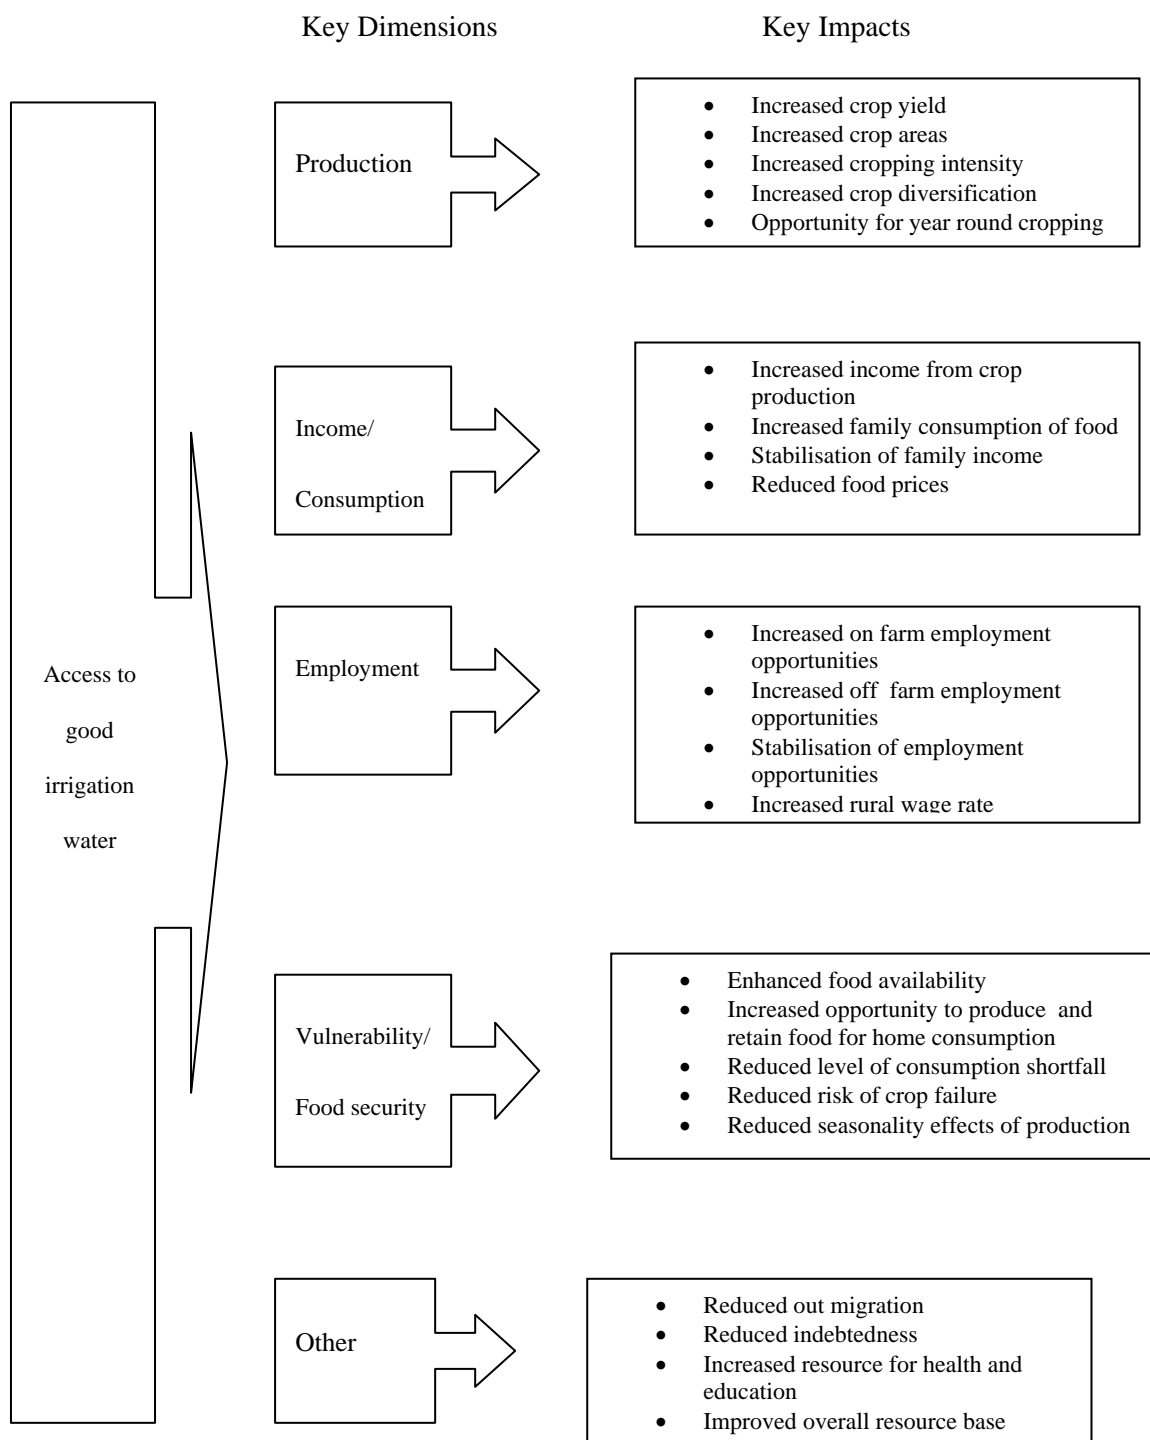 Key Dimensions
Key Impacts
Access to
good
irrigation
water
Production
• Increased crop yield
• Increased crop areas
• Increased cropping intensity
• Increased crop diversification
• Opportunity for year round cropping
Income/
Consumption
• Increased income from crop
production
• Increased family consumption of food
• Stabilisation of family income
• Reduced food prices
Employment
• Increased on farm employment
opportunities
• Increased off farm employment
opportunities
• Stabilisation of employment
opportunities
• Increased rural wage rate
Vulnerability/
Food security
• Enhanced food availability
• Increased opportunity to produce and
retain food for home consumption
• Reduced level of consumption shortfall
• Reduced risk of crop failure
• Reduced seasonality effects of production
Other
• Reduced out migration
• Reduced indebtedness
• Increased resource for health and
education
• Improved overall resource base